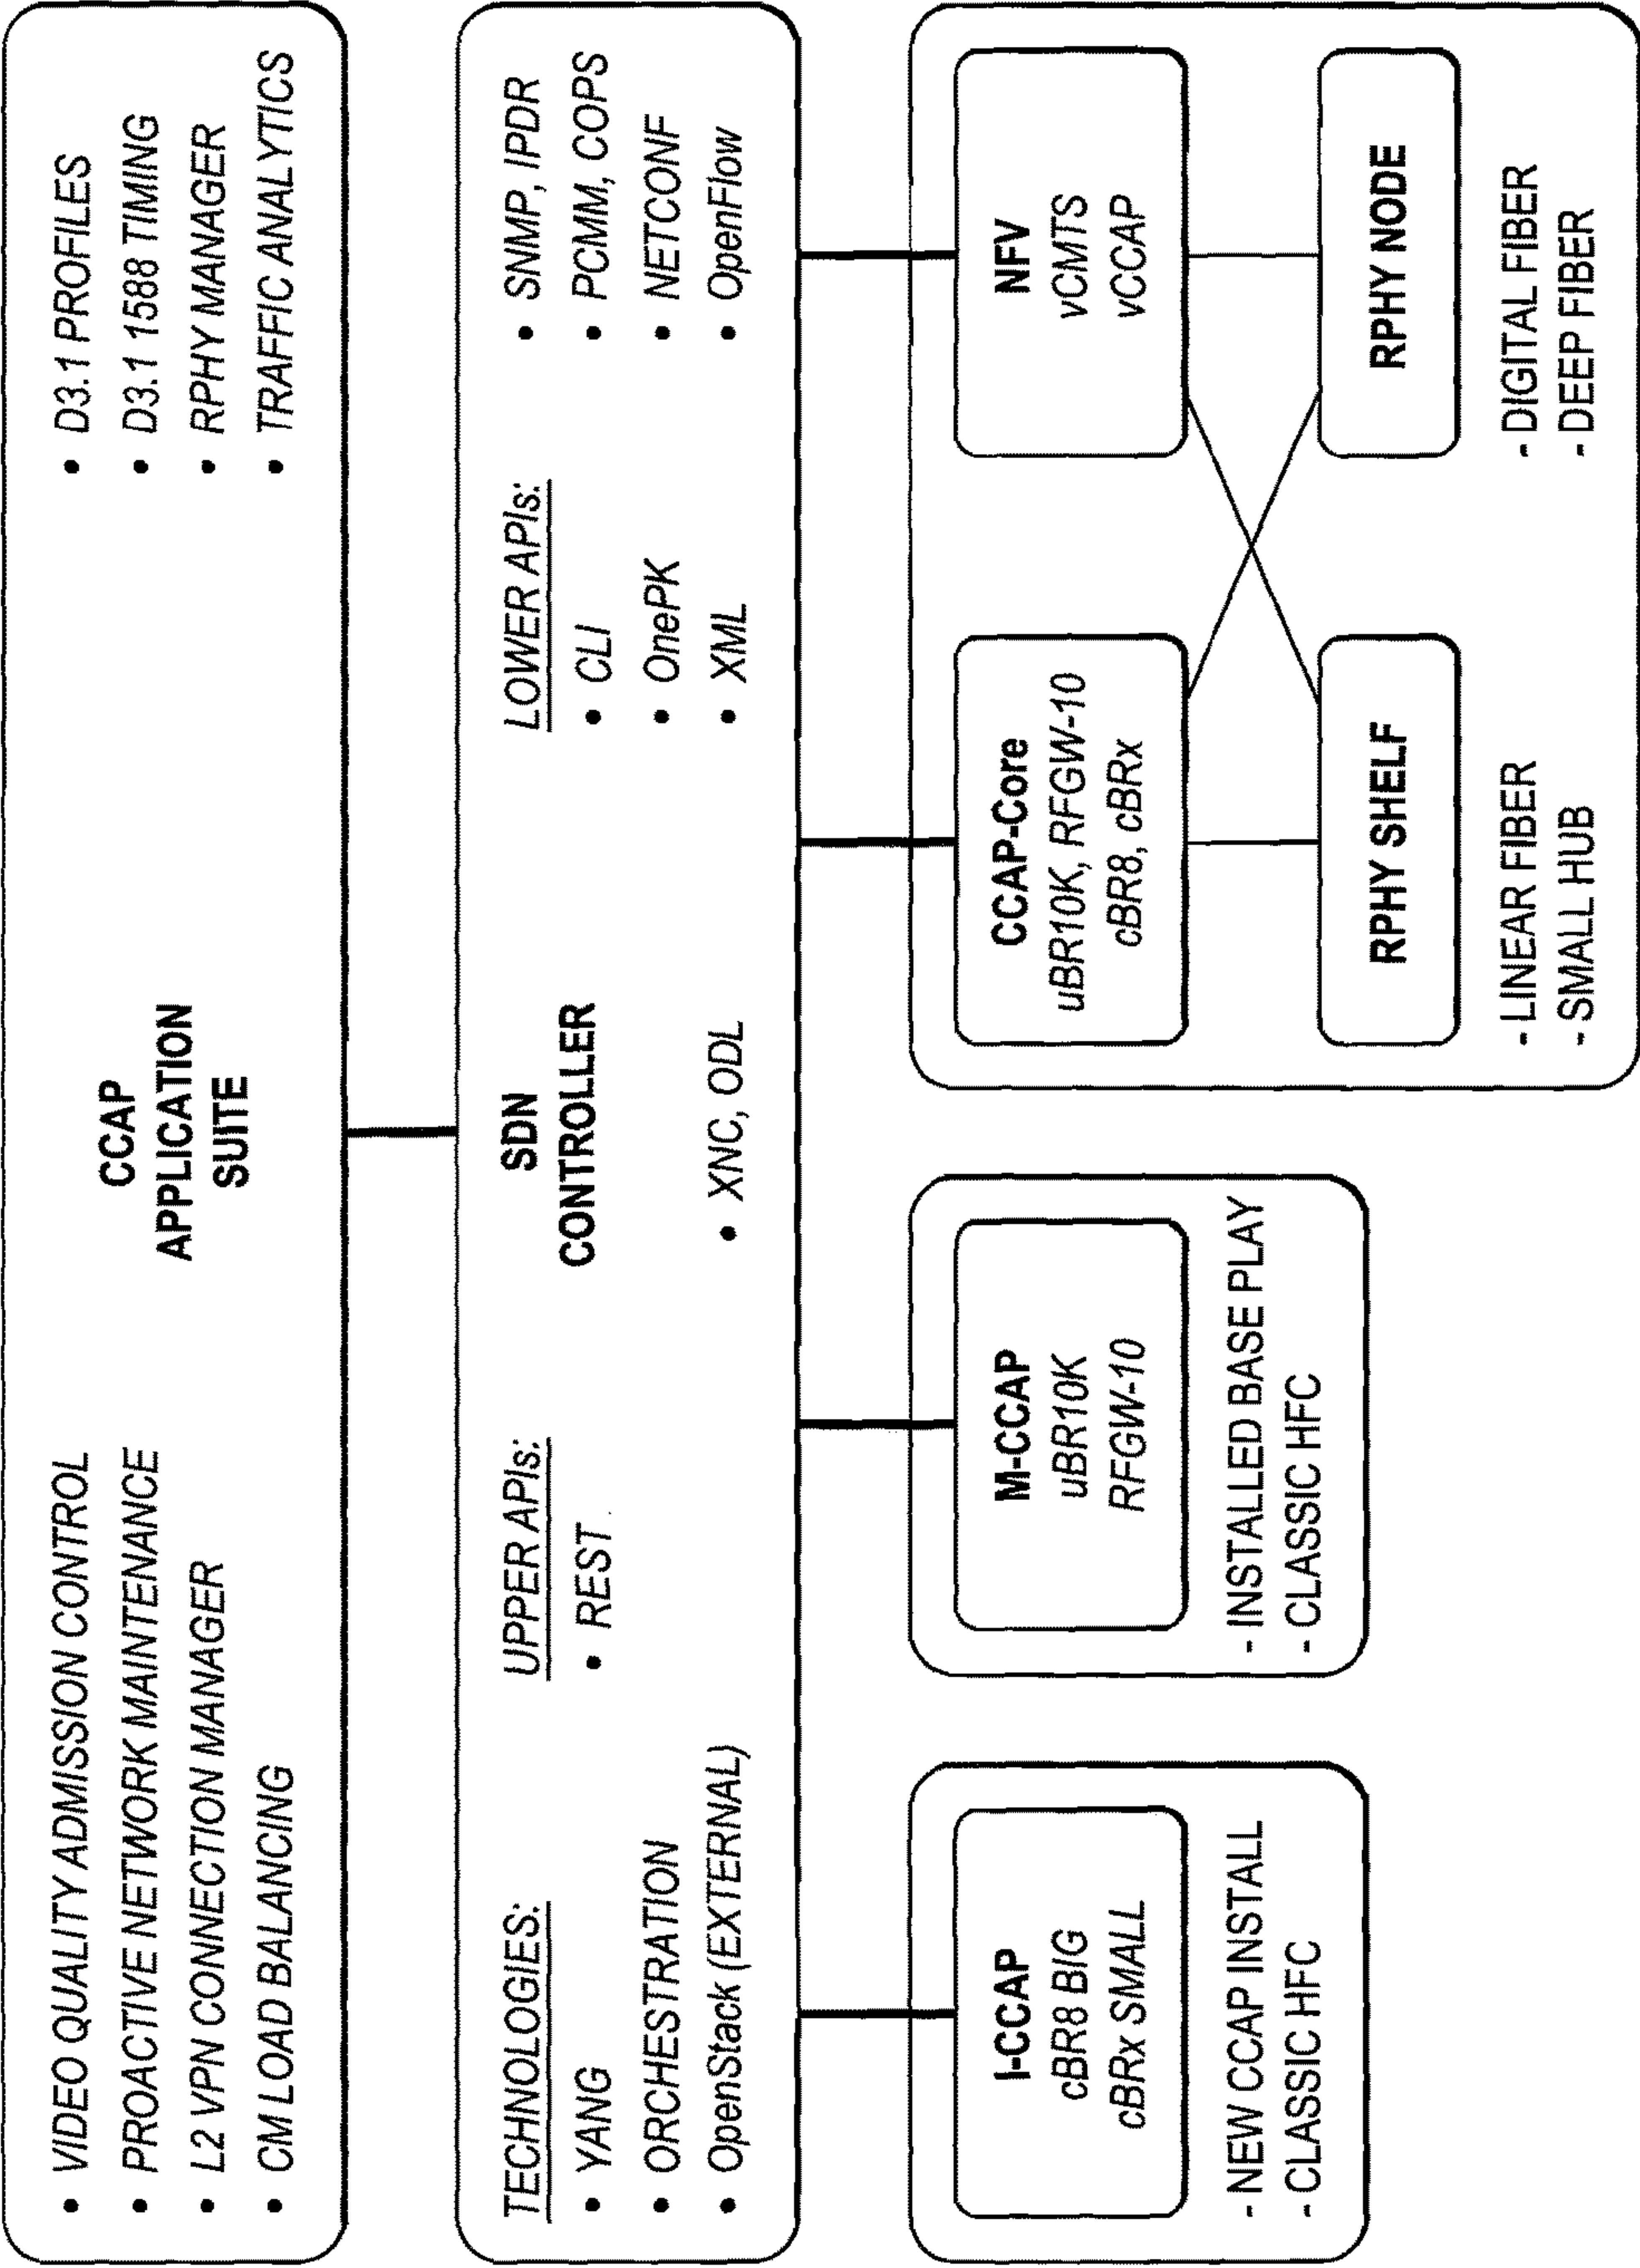 CCAP
APPLICATION
SUITE
• VIDEO QUALITY ADMISSION CONTROL
• PROACTIVE NETWORK MAINTENANCE
• L2 VPN CONNECTION MANAGER
• CM LOAD BALANCING
• D3.1 PROFILES
• D3.1 1588 TIMING
• RPHY MANAGER
• TRAFFIC ANALYTICS
SDN
CONTROLLER
TECHNOLOGIES:
• YANG
• ORCHESTRATION
• OpenStack (EXTERNAL)
UPPER APIs:
• REST
• XNC, ODL
LOWER APIs:
• CLI
• OnePK
• XML
• SNMP, IPDR
• PCMM, COPS
• NETCONF
• OpenFlow
I-CCAP
cBR8 BIG
cBRx SMALL
- NEW CCAP INSTALL
- CLASSIC HFC
M-CCAP
uBR10K
RFGW-10
- INSTALLED BASE PLAY
- CLASSIC HFC
CCAP-Core
uBR10K, RFGW-10
cBR8, cBRx
NFV
vCMTS
vCCAP
RPHY SHELF
- LINEAR FIBER
- SMALL HUB
RPHY NODE
- DIGITAL FIBER
- DEEP FIBER